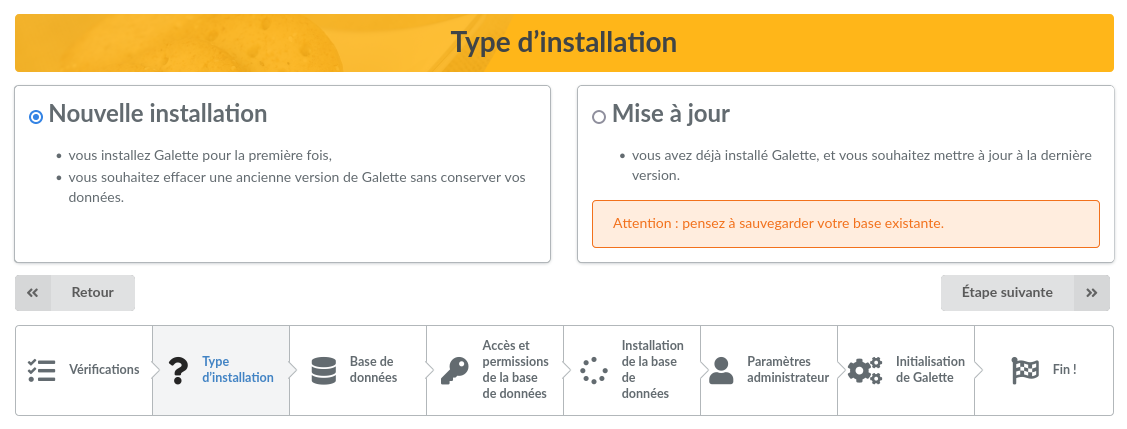 Type d’installation
Nouvelle installation
• vous installez Galette pour la première fois,
• vous souhaitez effacer une ancienne version de Galette sans conserver vos
données.
Mise à jour
• vous avez déjà installé Galette, et vous souhaitez mettre à jour à la dernière
version.
Attention : pensez à sauvegarder votre base existante.
Retour
Étape suivante
Vérifications
Type
d’installation
Base de
données
Accès et
permissions
de la base
de données
Installation
de la base
de
données
Paramètres
administrateur
Initialisation
de Galette
Fin !